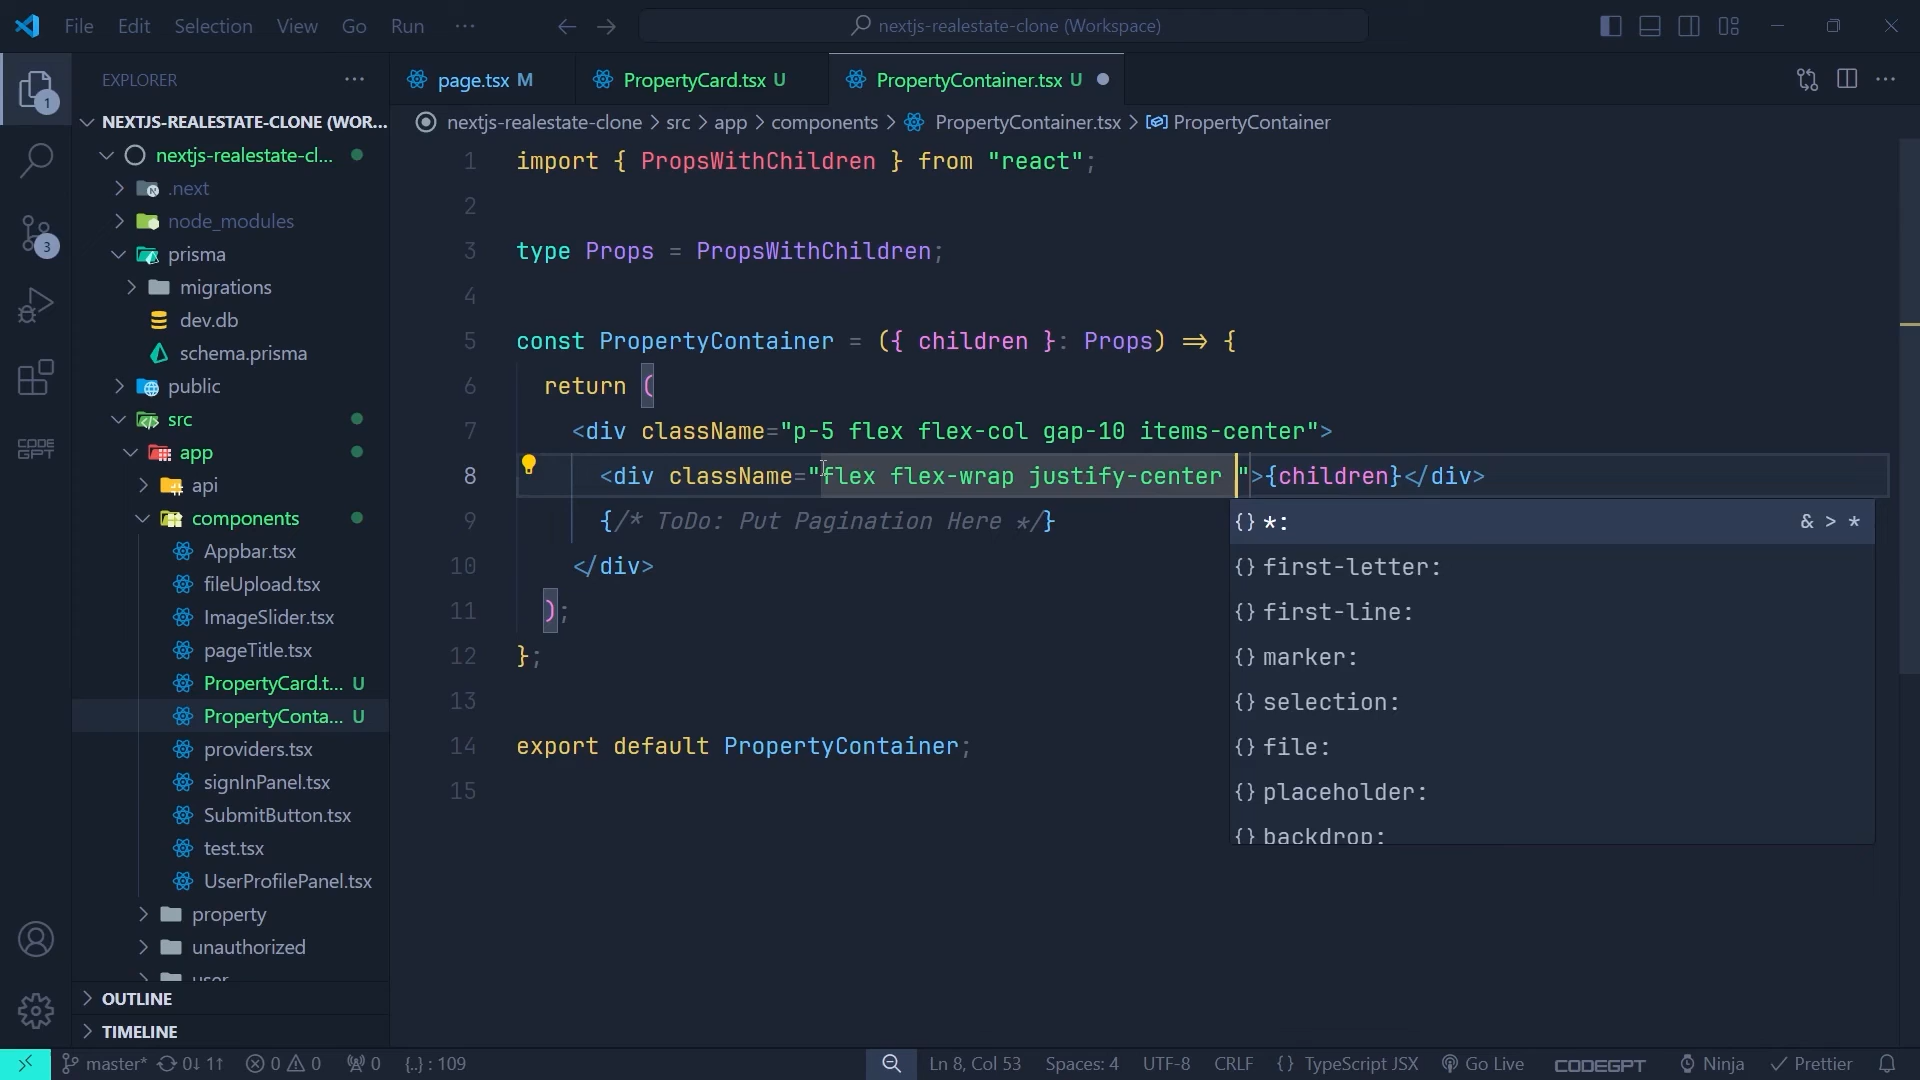 File Edit Selection View Go Run ...
nextjs-realestate-clone (Workspace)
EXPLORER
...
1
3
CODE
GPT
NEXTJS-REALESTATE-CLONE (WOR...
nextjs-realestate-cl...
.next
node_modules
prisma
migrations
dev.db
schema.prisma
public
src
app
api
components
Appbar.tsx
fileUpload.tsx
ImageSlider.tsx
pageTitle.tsx
PropertyCard.t... U
PropertyConta... U
providers.tsx
signInPanel.tsx
SubmitButton.tsx
test.tsx
UserProfilePanel.tsx
property
unauthorized
user
OUTLINE
TIMELINE
page.tsx M
PropertyCard.tsx U
PropertyContainer.tsx U
nextjs-realestate-clone > src > app > components > PropertyContainer.tsx > PropertyContainer
1 import { PropsWithChildren } from "react";
2
3 type Props = PropsWithChildren;
4
5 const PropertyContainer = ({ children }: Props) => {
6 return (
7 <div className="p-5 flex flex-col gap-10 items-center">
8 <div className="flex flex-wrap justify-center ">{children}</div>
9 {/* ToDo: Put Pagination Here */}
10 </div>
11 );
12 };
13
14 export default PropertyContainer;
15
{} *: & > *
{} first-letter:
{} first-line:
{} marker:
{} selection:
{} file:
{} placeholder:
{} backdrop:
master* 0↓ 1↑ 0 0 0 {..} : 109
Ln 8, Col 53 Spaces: 4 UTF-8 CRLF {} TypeScript JSX Go Live CODEGPT Ninja Prettier